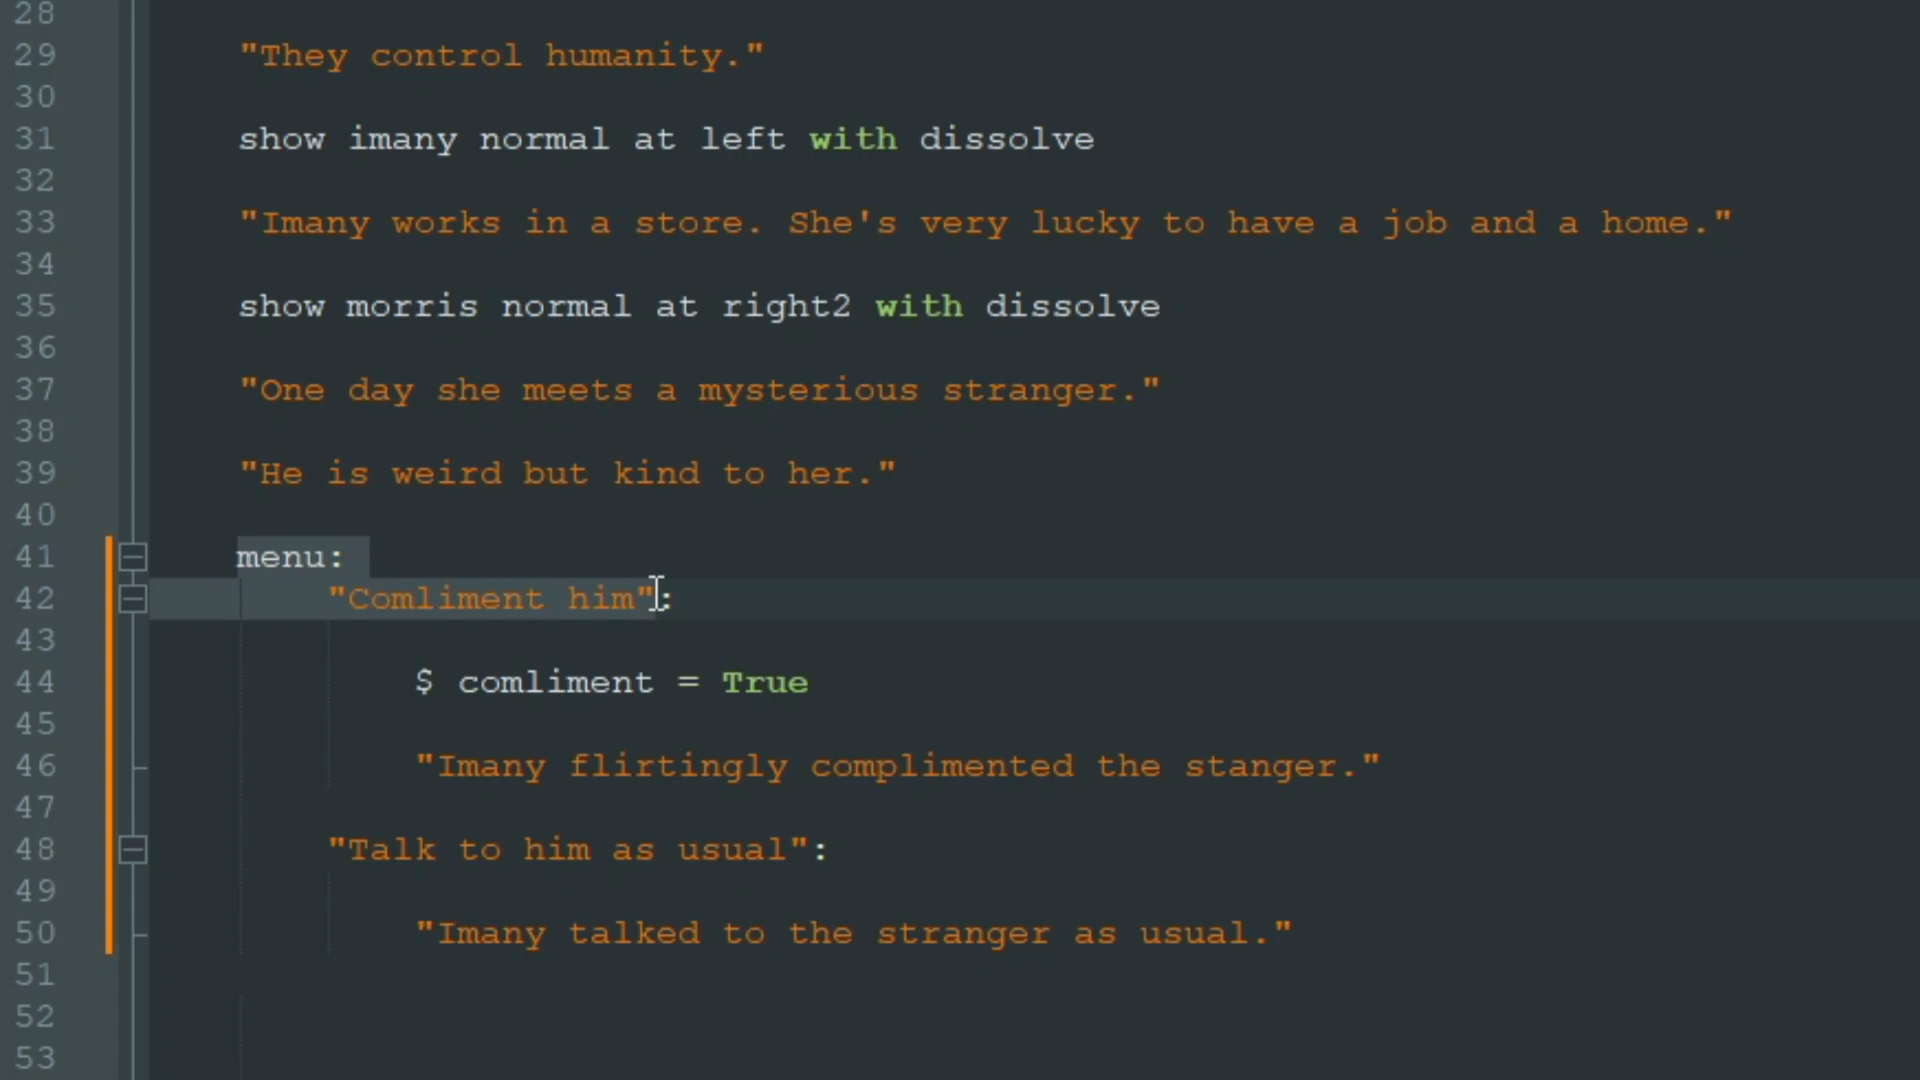 28
29 "They control humanity."
30
31 show imany normal at left with dissolve
32
33 "Imany works in a store. She's very lucky to have a job and a home."
34
35 show morris normal at right2 with dissolve
36
37 "One day she meets a mysterious stranger."
38
39 "He is weird but kind to her."
40
41 menu:
42 "Comliment him":
43
44 $ comliment = True
45
46 "Imany flirtingly complimented the stanger."
47
48 "Talk to him as usual":
49
50 "Imany talked to the stranger as usual."
51
52
53